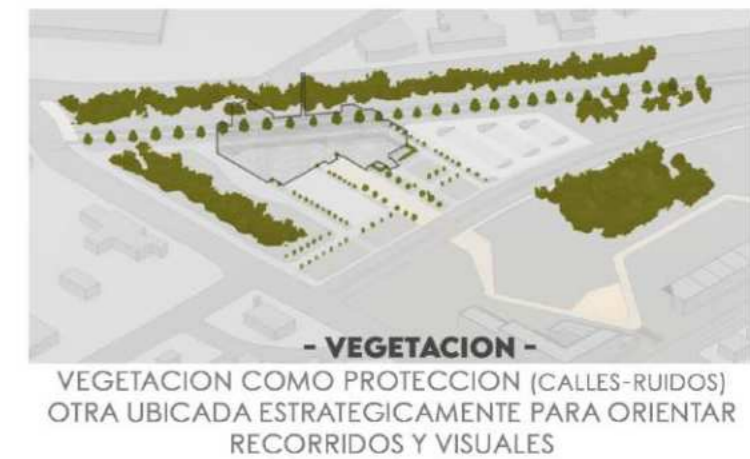 - VEGETACION -
VEGETACION COMO PROTECCION (CALLES-RUIDOS)
OTRA UBICADA ESTRATEGICAMENTE PARA ORIENTAR
RECORRIDOS Y VISUALES